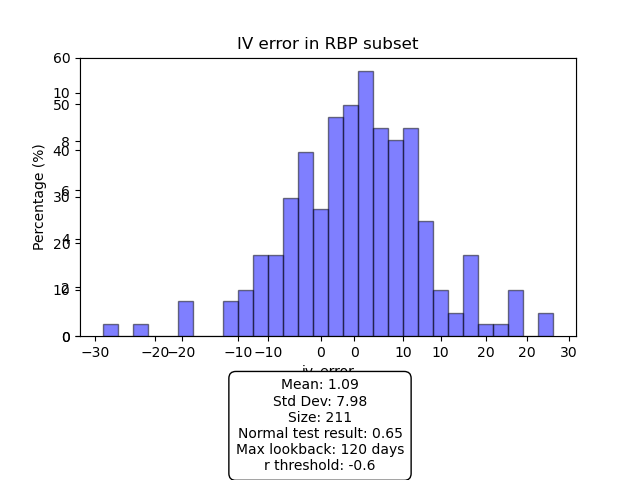 IV error in RBP subset
60
10
50
8
40
6
30
4
20
2
10
0
Percentage (%)
−30 −20 −20 −10 −10 0 0 10 10 20 20 30
iv_error
Mean: 1.09
Std Dev: 7.98
Size: 211
Normal test result: 0.65
Max lookback: 120 days
r threshold: -0.6